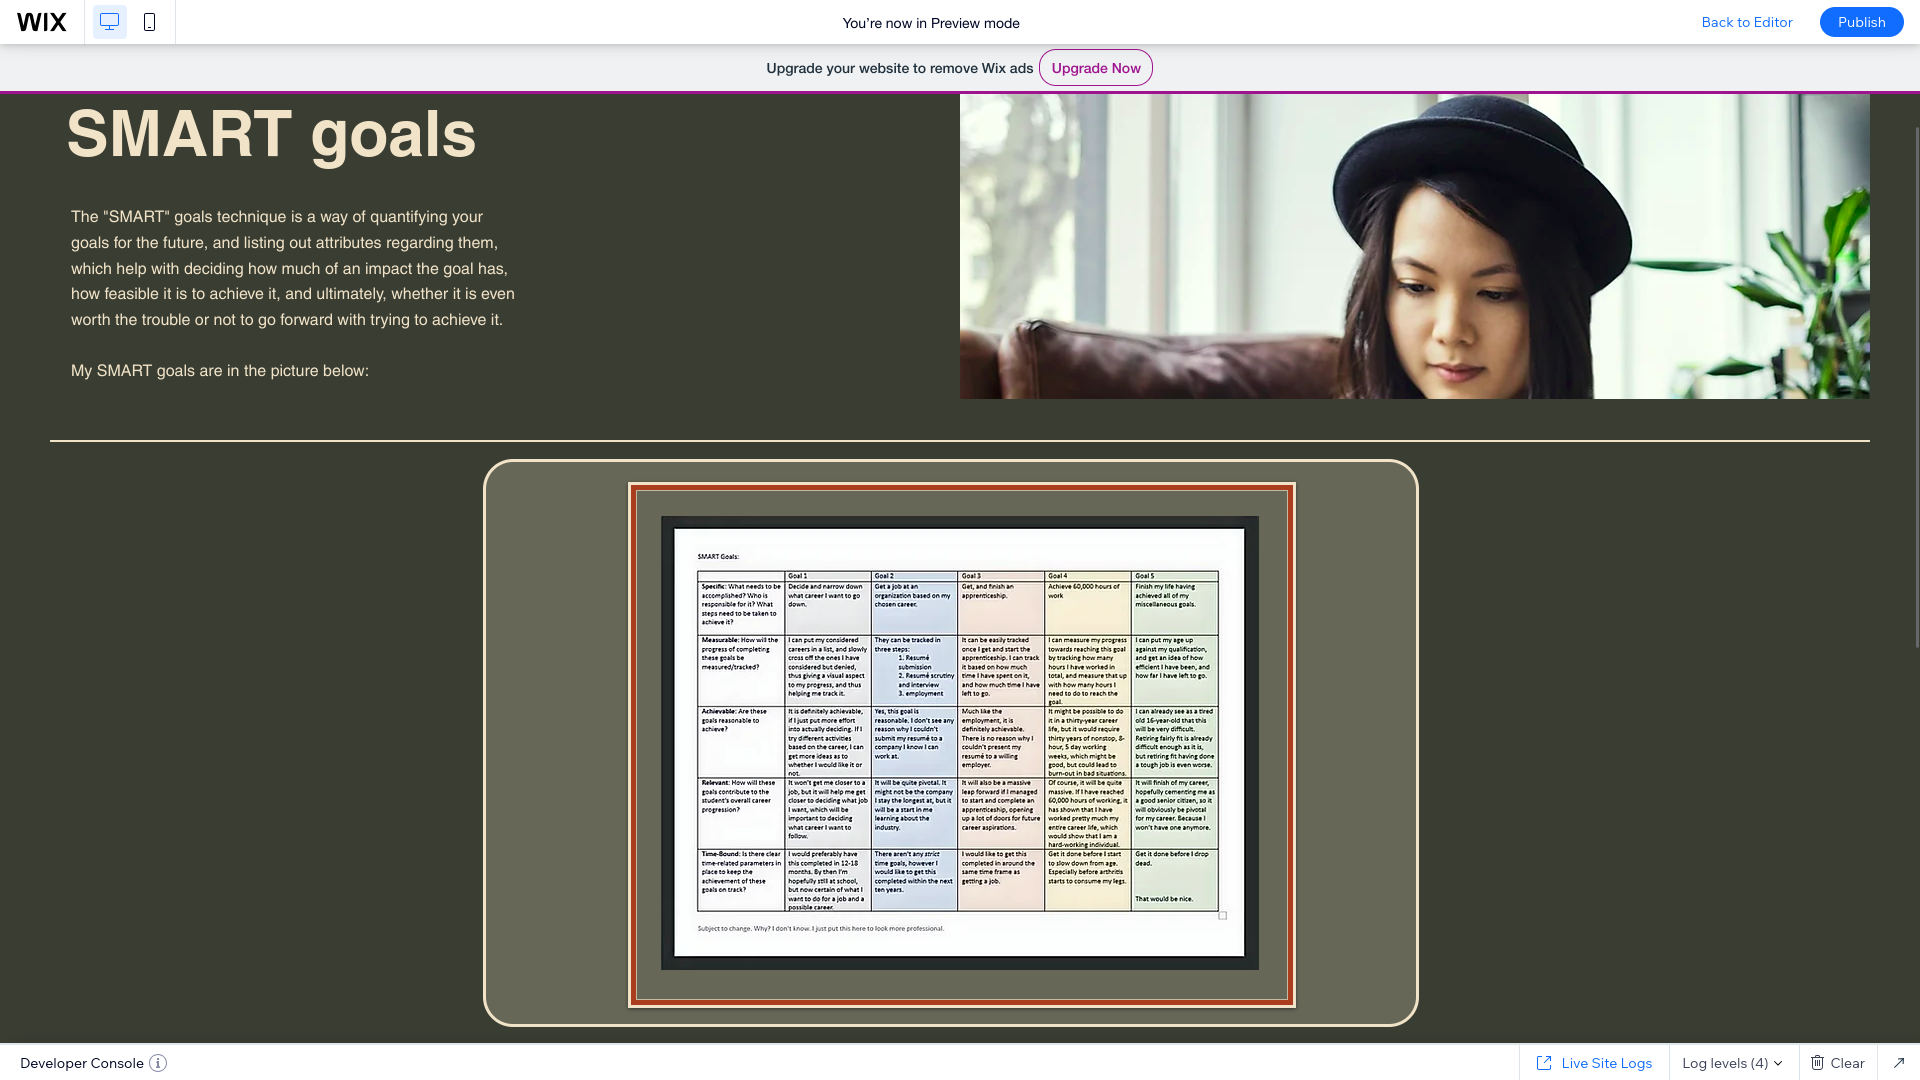 WIX
You're now in Preview mode
Back to Editor
Publish
Upgrade your website to remove Wix ads
Upgrade Now
SMART goals
The "SMART" goals technique is a way of quantifying your
goals for the future, and listing out attributes regarding them,
which help with deciding how much of an impact the goal has,
how feasible it is to achieve it, and ultimately, whether it is even
worth the trouble or not to go forward with trying to achieve it.
My SMART goals are in the picture below:
SMART Goals:
Goal 1
Goal 2
Goal 3
Goal 4
Goal 5
Specific: What needs to be
accomplished? Who is
responsible for it? What
steps need to be taken to
achieve it?
Decide and narrow down
what career I want to go
down.
Get a job at an
organization based on my
chosen career.
Get, and finish an
apprenticeship.
Achieve 60,000 hours of
work
Finish my life having
achieved all of my
miscellaneous goals.
Measurable: How will the
progress of completing
these goals be
measured/tracked?
I can put my considered
careers in a list, and slowly
cross off the ones I have
considered but denied,
thus giving a visual aspect
to my progress, and thus
helping me track it.
They can be tracked in
three steps:
1. Resumé
submission
2. Resumé scrutiny
and interview
3. employment
It can be easily tracked
once I get and start the
apprenticeship. I can track
it based on how much
time I have spent on it,
and how much time I have
left to go.
I can measure my progress
towards reaching this goal
by tracking how many
hours I have worked in
total, and measure that up
with how many hours I
need to do to reach the
goal.
I can put my age up
against my qualification,
and get an idea of how
efficient I have been, and
how far I have left to go.
Achievable: Are these
goals reasonable to
achieve?
It is definitely achievable,
if I just put more effort
into actually deciding. If I
try different activities
based on the career, I can
get more ideas as to
whether I would like it or
not.
Yes, this goal is
reasonable. I don't see any
reason why I couldn't
submit my resumé to a
company I know I can
work at.
Much like the
employment, it is
definitely achievable.
There is no reason why I
couldn't present my
resumé to a willing
employer.
It might be possible to do
it in a thirty-year career
life, but it would require
thirty years of nonstop, 8-
hour, 5 day working
weeks, which might be
good, but could lead to
burn-out in bad situations.
I can already see as a tired
old 16-year-old that this
will be very difficult.
Retiring fairly fit is already
difficult enough as it is,
but retiring fit having done
a tough job is even worse.
Relevant: How will these
goals contribute to the
student's overall career
progression?
It won't get me closer to a
job, but it will help me get
closer to deciding what job
I want, which will be
important to deciding
what career I want to
follow.
It will be quite pivotal. It
might not be the company
I stay the longest at, but it
will be a start in me
learning about the
industry.
It will also be a massive
leap forward if I managed
to start and complete an
apprenticeship, opening
up a lot of doors for future
career aspirations.
Of course, it will be quite
massive. If I have reached
60,000 hours of working, it
has shown that I have
worked pretty much my
entire career life, which
would show that I am a
hard-working individual.
It will finish of my career,
hopefully cementing me as
a good senior citizen, so it
will obviously be pivotal
for my career. Because I
won't have one anymore.
Time-Bound: Is there clear
time-related parameters in
place to keep the
achievement of these
goals on track?
I would preferably have
this completed in 12-18
months. By then I'm
hopefully still at school,
but now certain of what I
want to do for a job and a
possible career.
There aren't any strict
time goals, however I
would like to get this
completed within the next
ten years.
I would like to get this
completed in around the
same time frame as
getting a job.
Get it done before I start
to slow down from age.
Especially before arthritis
starts to consume my legs.
Get it done before I drop
dead.
That would be nice.
Subject to change. Why? I don't know. I just put this here to look more professional.
Developer Console
Live Site Logs
Log levels (4)
Clear